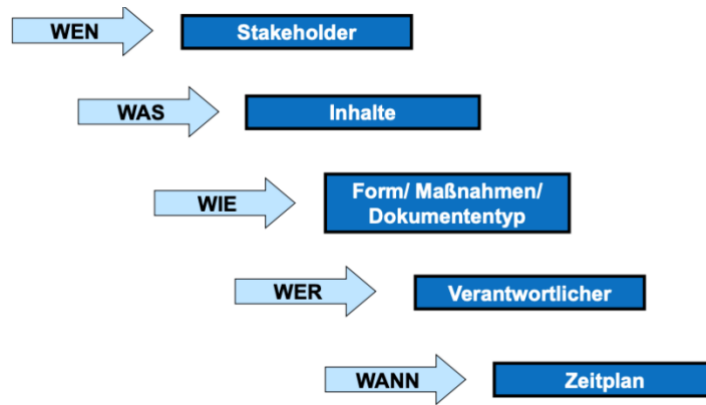 WEN Stakeholder
WAS Inhalte
WIE Form/ Maßnahmen/
Dokumententyp
WER Verantwortlicher
WANN Zeitplan